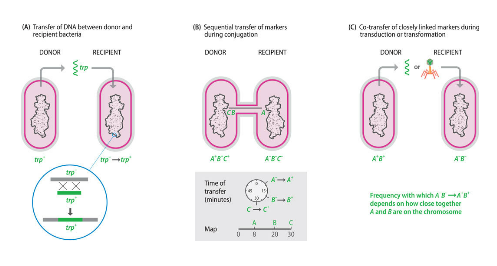 (A) Transfer of DNA between donor and
recipient bacteria
DONOR
RECIPIENT
trp
trp⁺
trp⁻ → trp⁺
trp⁻
trp⁺
trp⁺
(B) Sequential transfer of markers
during conjugation
DONOR
RECIPIENT
CB
A
A⁺B⁺C⁺
A⁻B⁻C⁻
Time of
transfer
(minutes)
A⁻ → A⁺
B⁻ → B⁺
C⁻ → C⁺
Map
A B C
0 8 20 30
(C) Co-transfer of closely linked markers during
transduction or transformation
DONOR
RECIPIENT
or
A⁺B⁺
A⁻B⁻
Frequency with which A⁻B⁻ → A⁺B⁺
depends on how close together
A and B are on the chromosome